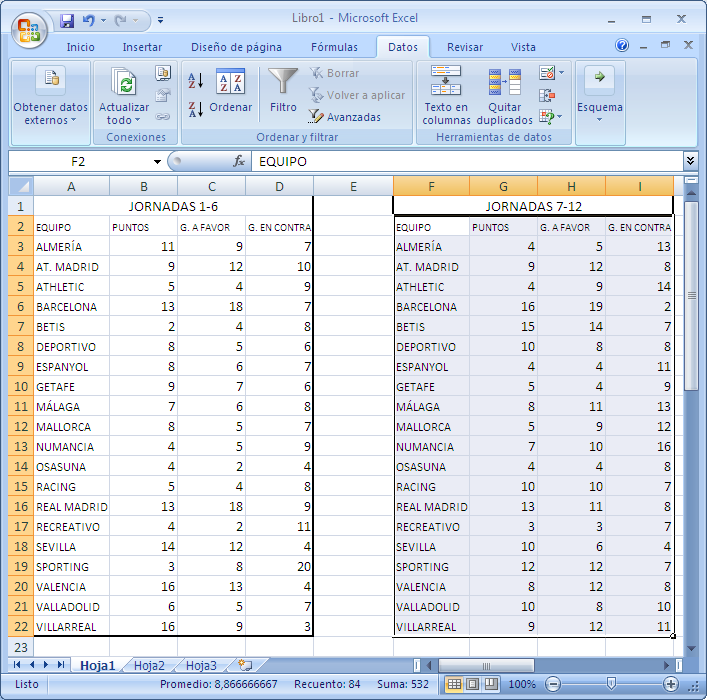 Libro1 - Microsoft Excel
Inicio Insertar Diseño de página Fórmulas Datos Revisar Vista
Obtener datos externos
Actualizar todo
Conexiones
Ordenar
Filtro
Borrar
Volver a aplicar
Avanzadas
Ordenar y filtrar
Texto en columnas
Quitar duplicados
Herramientas de datos
Esquema
F2 fx EQUIPO
A B C D E F G H I
1 JORNADAS 1-6 JORNADAS 7-12
2 EQUIPO PUNTOS G. A FAVOR G. EN CONTRA EQUIPO PUNTOS G. A FAVOR G. EN CONTRA
3 ALMERÍA 11 9 7 ALMERÍA 4 5 13
4 AT. MADRID 9 12 10 AT. MADRID 9 12 8
5 ATHLETIC 5 4 9 ATHLETIC 4 9 14
6 BARCELONA 13 18 7 BARCELONA 16 19 2
7 BETIS 2 4 8 BETIS 15 14 7
8 DEPORTIVO 8 5 6 DEPORTIVO 10 8 8
9 ESPANYOL 8 6 7 ESPANYOL 4 4 11
10 GETAFE 9 7 6 GETAFE 5 4 9
11 MÁLAGA 7 6 8 MÁLAGA 8 11 13
12 MALLORCA 8 5 7 MALLORCA 5 9 12
13 NUMANCIA 4 5 9 NUMANCIA 7 10 16
14 OSASUNA 4 2 4 OSASUNA 4 4 8
15 RACING 5 4 8 RACING 10 10 7
16 REAL MADRID 13 18 9 REAL MADRID 13 11 8
17 RECREATIVO 4 2 11 RECREATIVO 3 3 7
18 SEVILLA 14 12 4 SEVILLA 10 6 4
19 SPORTING 3 8 20 SPORTING 12 12 7
20 VALENCIA 16 13 4 VALENCIA 8 12 8
21 VALLADOLID 6 5 7 VALLADOLID 10 8 10
22 VILLARREAL 16 9 3 VILLARREAL 9 12 11
23
Hoja1 Hoja2 Hoja3
Listo Promedio: 8,866666667 Recuento: 84 Suma: 532 100%